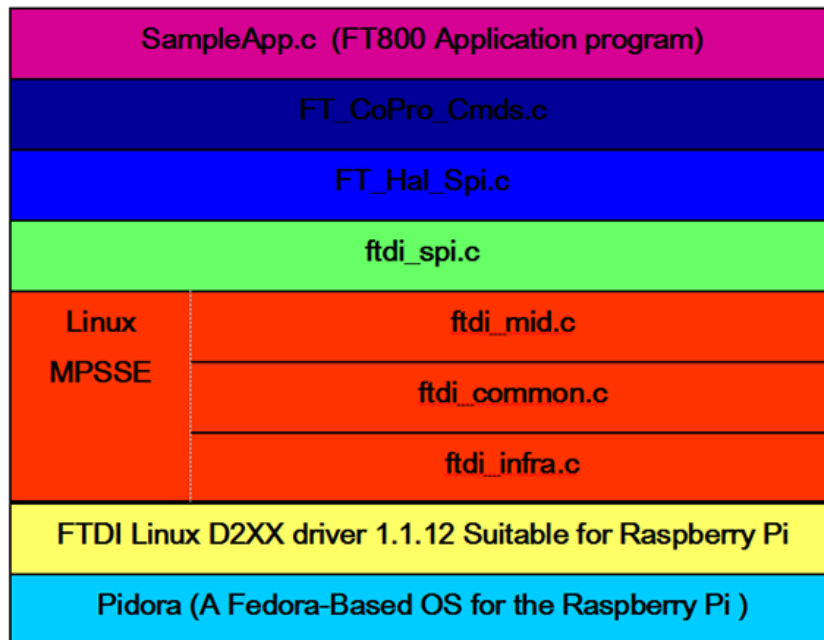 SampleApp.c (FT800 Application program)
FT_CoPro_Cmds.c
FT_Hal_Spi.c
ftdi_spi.c
Linux
MPSSE
ftdi_mid.c
ftdi_common.c
ftdi_infra.c
FTDI Linux D2XX driver 1.1.12 Suitable for Raspberry Pi
Pidora (A Fedora-Based OS for the Raspberry Pi )